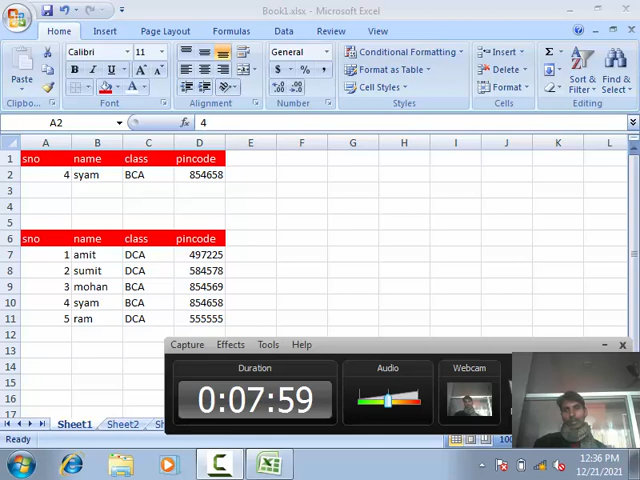 Book1.xlsx - Microsoft Excel
Home Insert Page Layout Formulas Data Review View
Paste
Clipbo...
Calibri 11
B I U A A
A
Font
Alignment
General
$ % ,
Number
Conditional Formatting
Format as Table
Cell Styles
Styles
Insert
Delete
Format
Cells
Σ
Sort & Filter
Find & Select
Editing
A2 fx 4
A B C D E F G H I J K L
1 sno name class pincode
2 4 syam BCA 854658
3
4
5
6 sno name class pincode
7 1 amit DCA 497225
8 2 sumit DCA 584578
9 3 mohan BCA 854569
10 4 syam BCA 854658
11 5 ram DCA 555555
12
13
14
15
16
17
Capture Effects Tools Help
Duration Audio Webcam
0:07:59
Sheet1 Sheet2 Sh
Ready 100
12:36 PM
12/21/2021